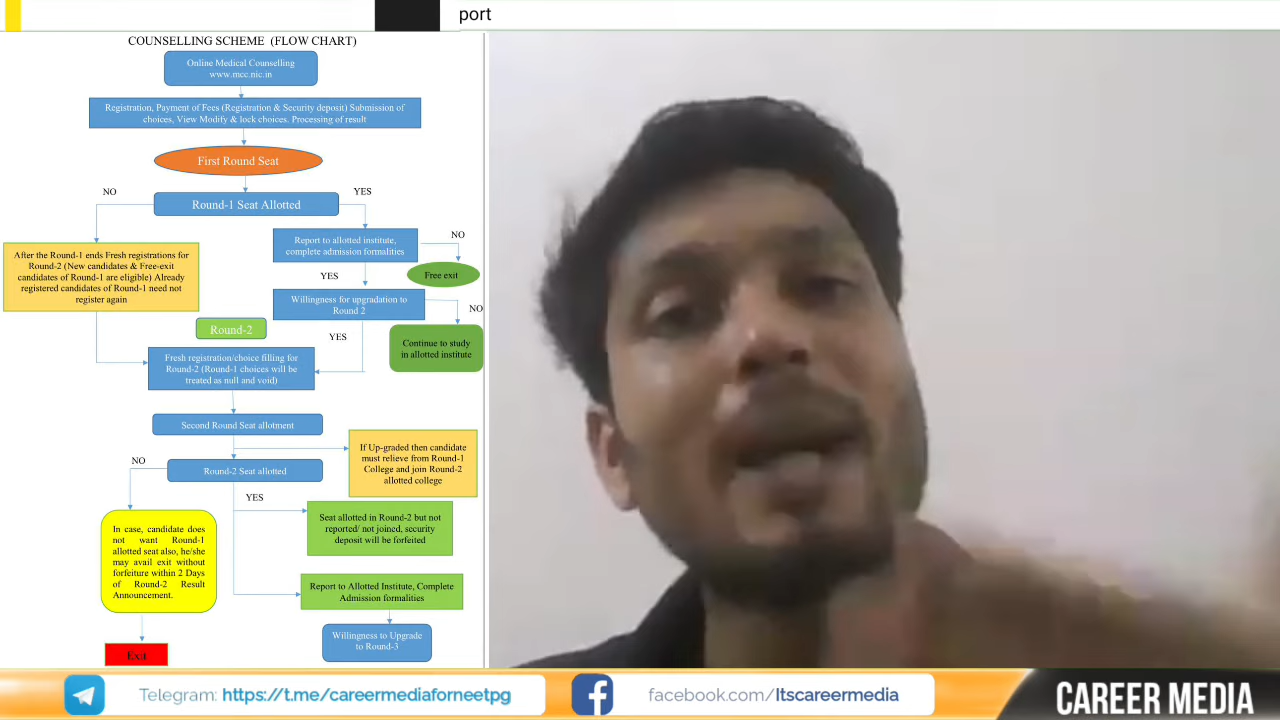 port
COUNSELLING SCHEME (FLOW CHART)
Online Medical Counselling
www.mcc.nic.in
Registration, Payment of Fees (Registration & Security deposit) Submission of
choices, View Modify & lock choices. Processing of result
First Round Seat
NO
YES
Round-1 Seat Allotted
Report to allotted institute,
complete admission formalities
NO
Free exit
After the Round-1 ends Fresh registrations for
Round-2 (New candidates & Free-exit
candidates of Round-1 are eligible) Already
registered candidates of Round-1 need not
register again
YES
Willingness for upgradation to
Round 2
NO
Round-2
YES
Continue to study
in allotted institute
Fresh registration/choice filling for
Round-2 (Round-1 choices will be
treated as null and void)
Second Round Seat allotment
If Up-graded then candidate
must relieve from Round-1
College and join Round-2
allotted college
NO
Round-2 Seat allotted
YES
Seat allotted in Round-2 but not
reported/ not joined, security
deposit will be forfeited
In case, candidate does
not want Round-1
allotted seat also, he/she
may avail exit without
forfeiture within 2 Days
of Round-2 Result
Announcement.
Report to Allotted Institute, Complete
Admission formalities
Willingness to Upgrade
to Round-3
Exit
Telegram: https://t.me/careermediaforneetpg
facebook.com/Itscareermedia
CAREER MEDIA